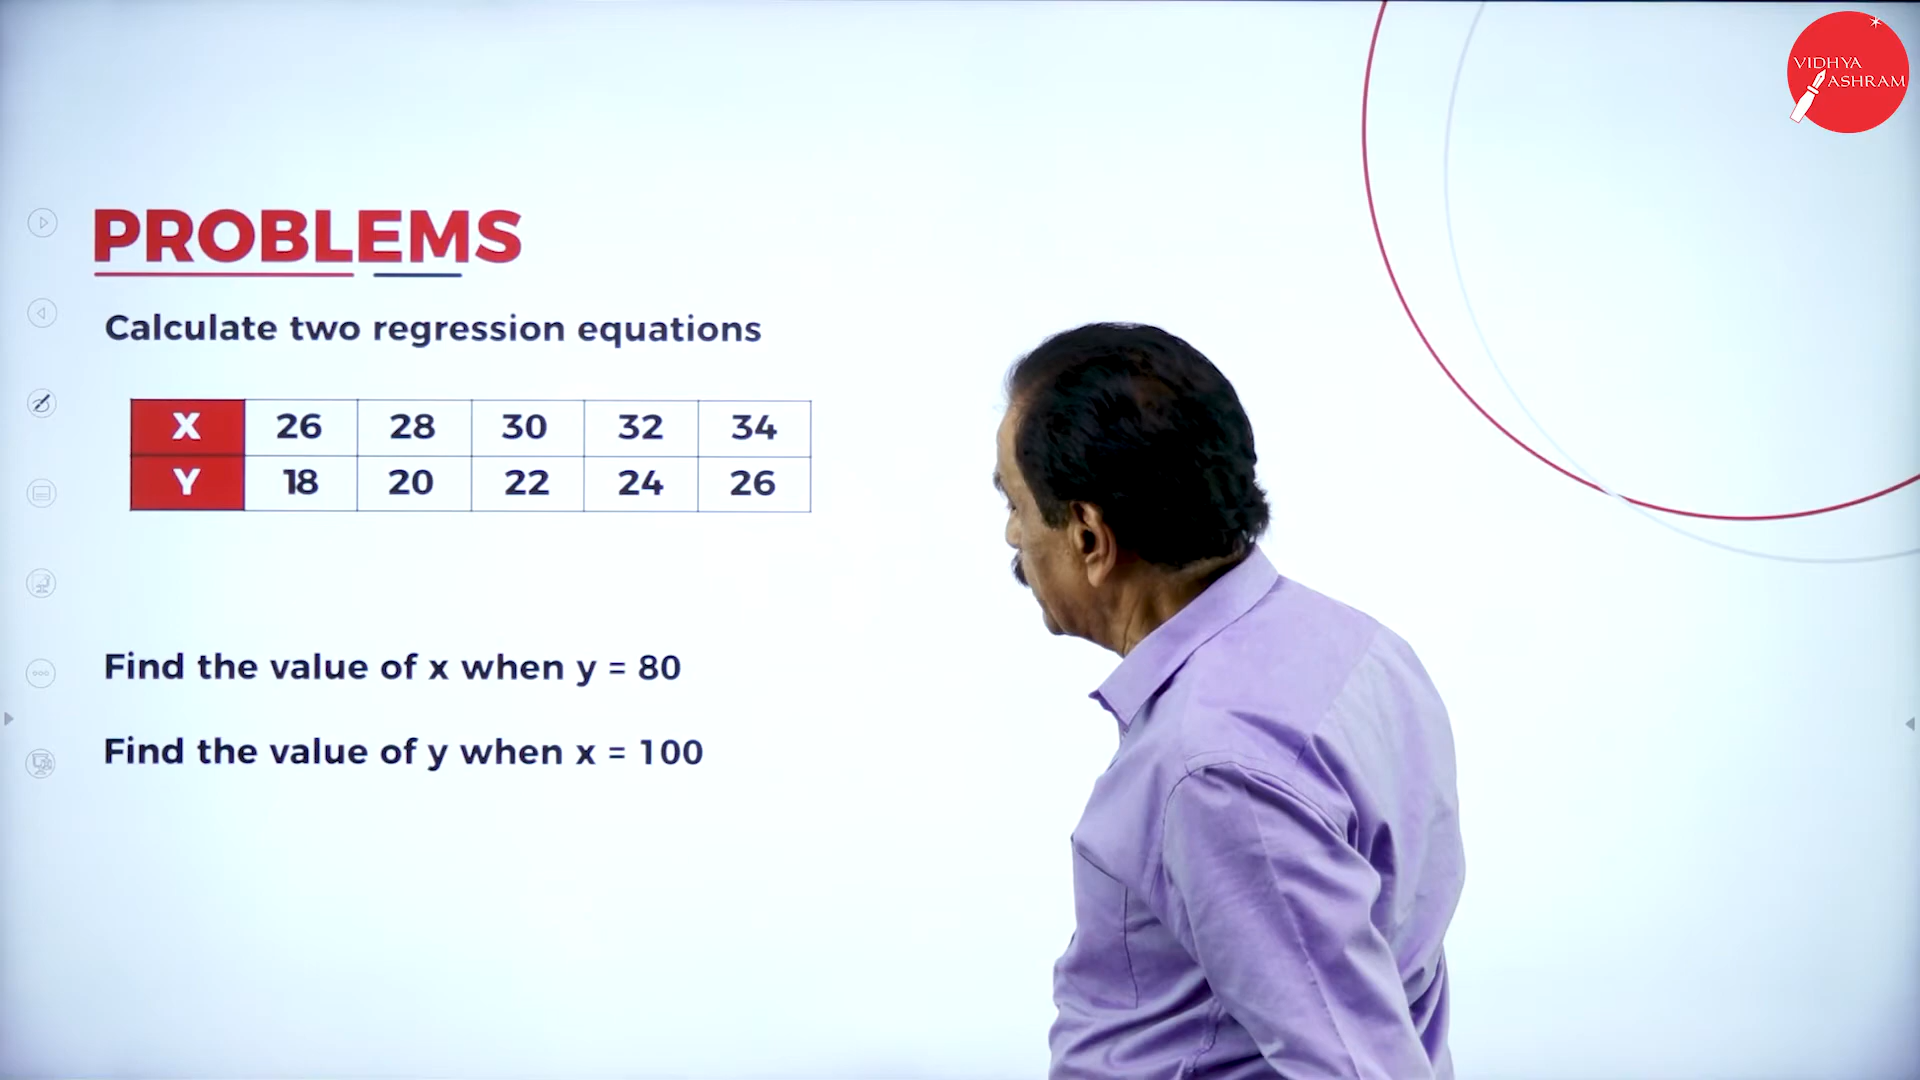 VIDHYA
ASHRAM
PROBLEMS
Calculate two regression equations
X 26 28 30 32 34
Y 18 20 22 24 26
Find the value of x when y = 80
Find the value of y when x = 100